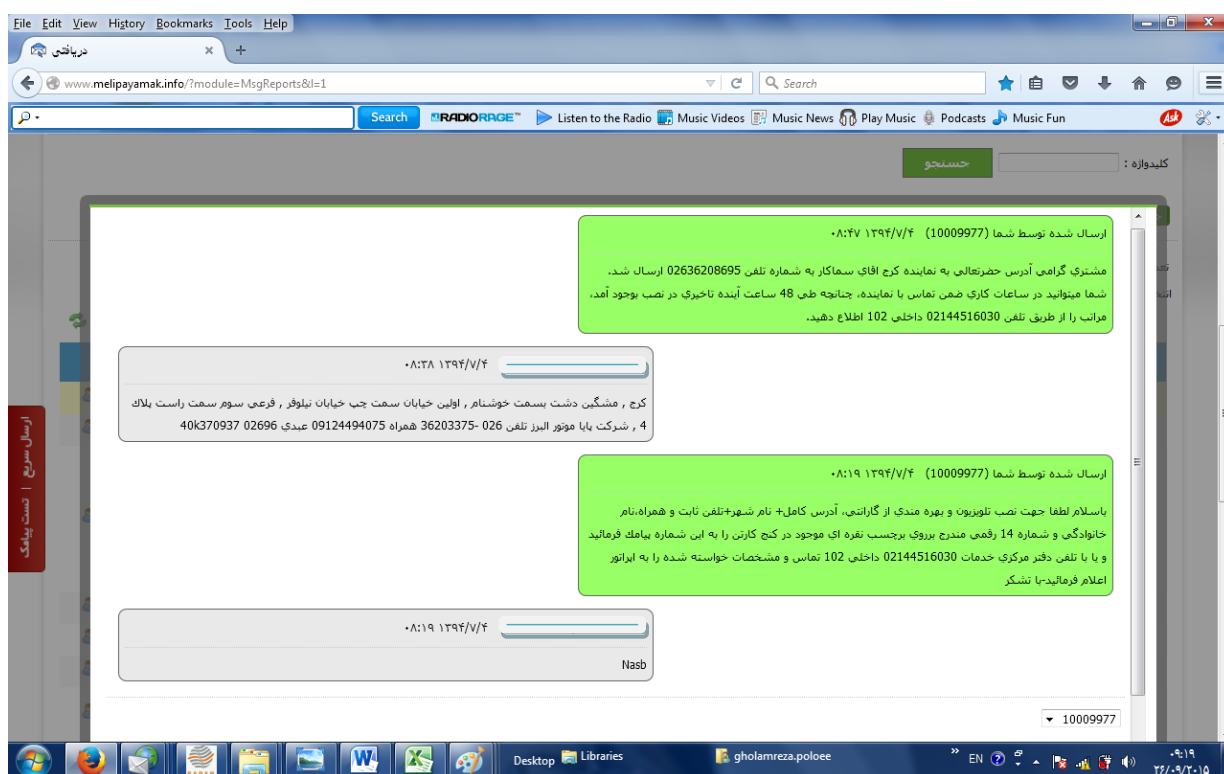 File Edit View History Bookmarks Tools Help
دریافتی
www.melipayamak.info/?module=MsgReports&l=1
Search
Search RADIORAGE™ Listen to the Radio Music Videos Music News Play Music Podcasts Music Fun Ask
کلیدواژه : حستجو
ارسال شده توسط شما (10009977) ۱۳۹۴/۷/۴ ۰۸:۴۷
مشتري گرامي آدرس حضرتعالي به نماينده كرج اقاي سماكار به شماره تلفن 02636208695 ارسال شد.
شما ميتوانيد در ساعات كاري ضمن تماس با نماينده، چنانچه طي 48 ساعت آينده تاخيري در نصب بوجود آمد،
مراتب را از طريق تلفن 02144516030 داخلي 102 اطلاع دهيد.
۱۳۹۴/۷/۴ ۰۸:۳۸
كرج , مشگين دشت بسمت خوشنام , اولين خيابان سمت چپ خيابان نيلوفر , فرعي سوم سمت راست پلاك
4 , شركت پايا موتور البرز تلفن 026 -36203375 همراه 09124494075 عبدي 02696 40k370937
ارسال شده توسط شما (10009977) ۱۳۹۴/۷/۴ ۰۸:۱۹
باسلام لطفا جهت نصب تلويزيون و بهره مندي از گارانتي، آدرس كامل+ نام شهر+تلفن ثابت و همراه،نام
خانوادگي و شماره 14 رقمي مندرج برروي برچسب نقره اي موجود در كنج كارتن را به اين شماره پيامك فرمائيد
و يا با تلفن دفتر مركزي خدمات 02144516030 داخلي 102 تماس و مشخصات خواسته شده را به اپراتور
اعلام فرمائيد-با تشكر
۱۳۹۴/۷/۴ ۰۸:۱۹
Nasb
10009977
ارسال سریع | تست پیامک
Desktop Libraries gholamreza.poloee EN ۰۹:۱۹
۲۶/۰۹/۲۰۱۵